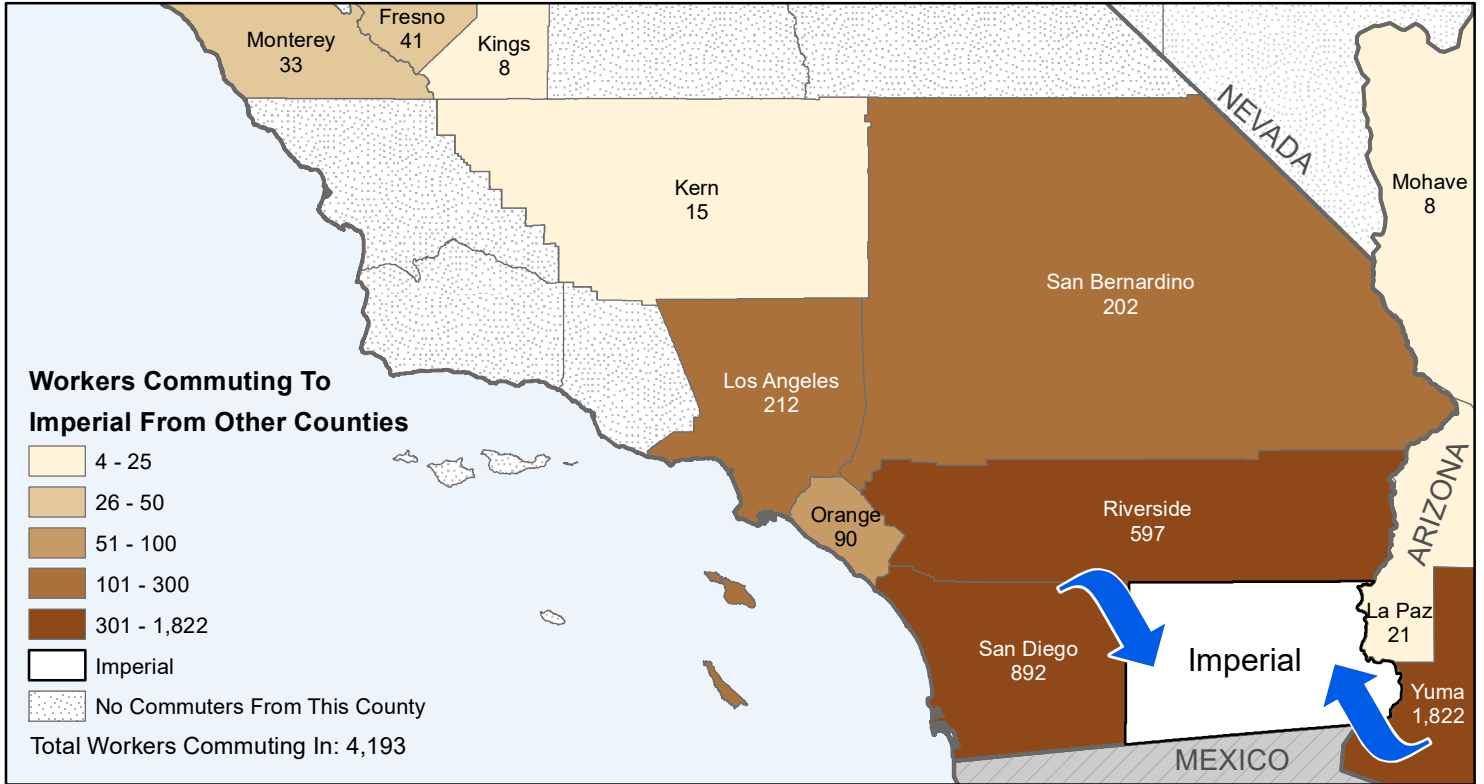 Fresno
41
Monterey
33
Kings
8
NEVADA
Mohave
8
Kern
15
San Bernardino
202
Los Angeles
212
Orange
90
Riverside
597
ARIZONA
La Paz
21
San Diego
892
Imperial
Yuma
1,822
MEXICO
Workers Commuting To
Imperial From Other Counties
4 - 25
26 - 50
51 - 100
101 - 300
301 - 1,822
Imperial
No Commuters From This County
Total Workers Commuting In: 4,193